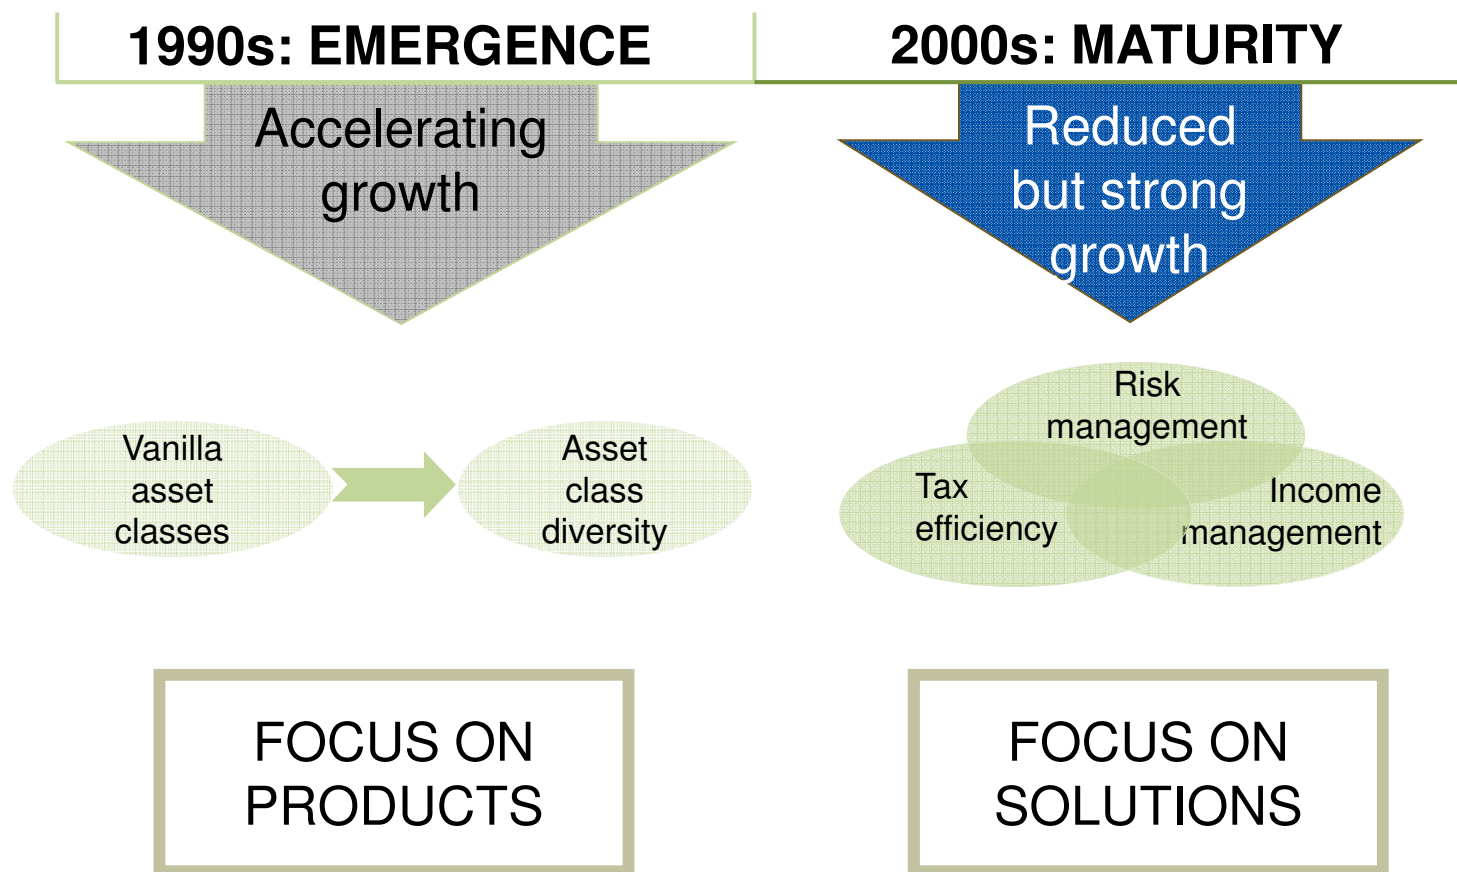 1990s: EMERGENCE
Accelerating
growth
Vanilla
asset
classes
Asset
class
diversity
FOCUS ON
PRODUCTS
2000s: MATURITY
Reduced
but strong
growth
Risk
management
Tax
efficiency
Income
management
FOCUS ON
SOLUTIONS